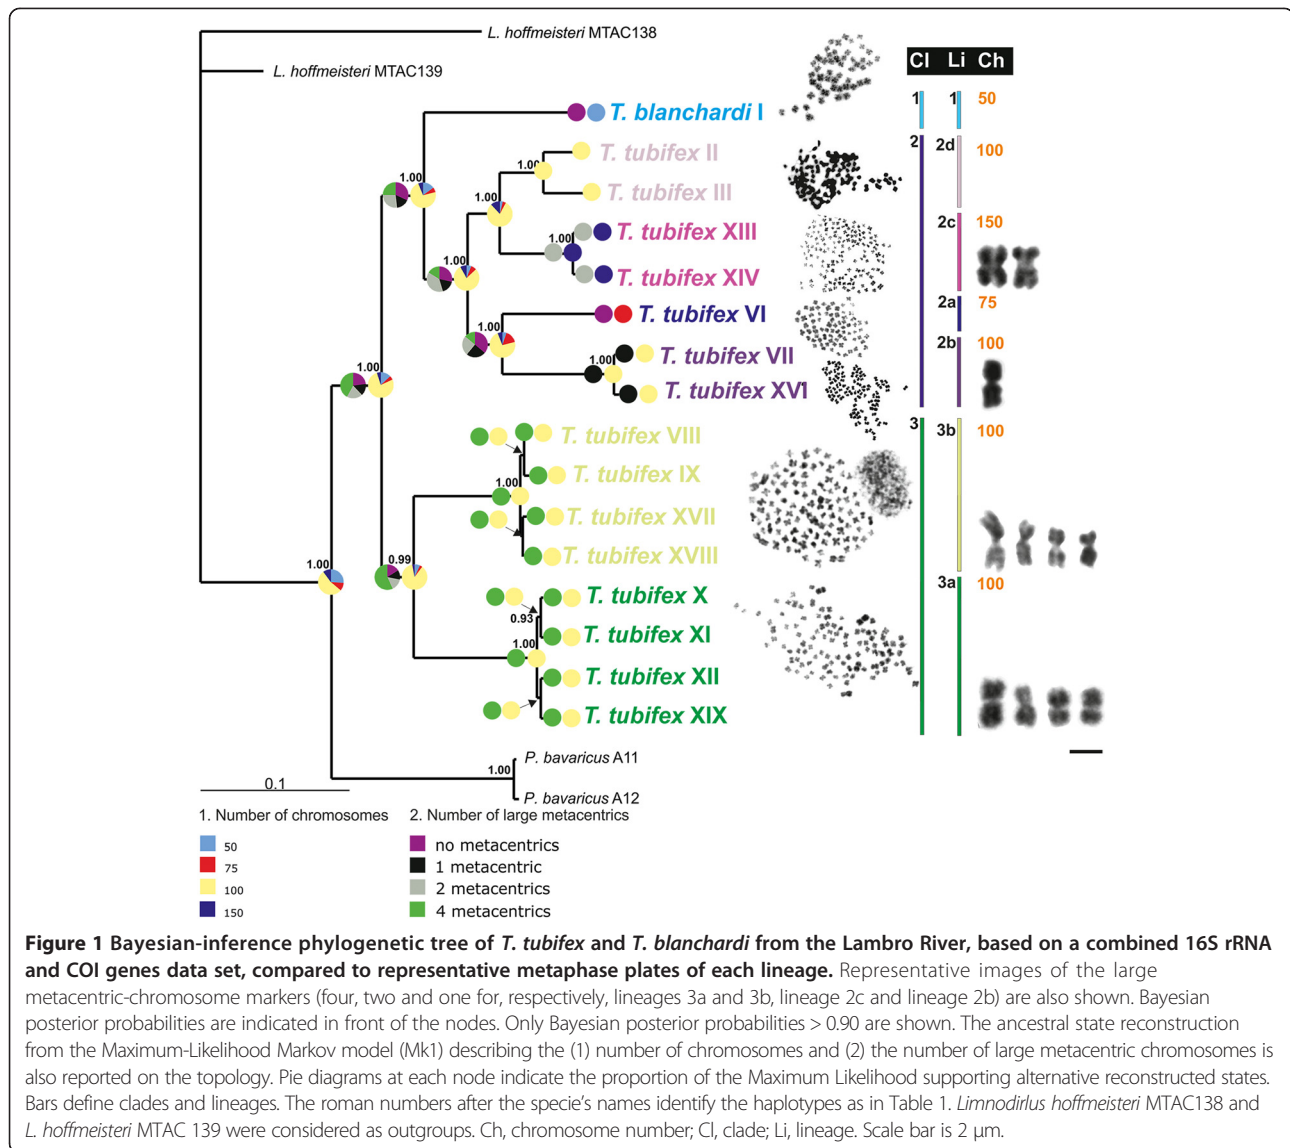 L. hoffmeisteri MTAC138
L. hoffmeisteri MTAC139
Cl Li Ch
1 1 50
T. blanchardi I
1.00
2 2d 100
T. tubifex II
1.00
T. tubifex III
1.00
2c 150
T. tubifex XIII
1.00
T. tubifex XIV
1.00
2a 75
T. tubifex VI
1.00
2b 100
T. tubifex VII
1.00
T. tubifex XVI
1.00
3 3b 100
T. tubifex VIII
T. tubifex IX
1.00
T. tubifex XVII
T. tubifex XVIII
0.99
1.00
3a 100
T. tubifex X
0.93
T. tubifex XI
1.00
T. tubifex XII
T. tubifex XIX
P. bavaricus A11
1.00
P. bavaricus A12
0.1
1. Number of chromosomes
50
75
100
150
2. Number of large metacentrics
no metacentrics
1 metacentric
2 metacentrics
4 metacentrics
Figure 1 Bayesian-inference phylogenetic tree of T. tubifex and T. blanchardi from the Lambro River, based on a combined 16S rRNA
and COI genes data set, compared to representative metaphase plates of each lineage. Representative images of the large
metacentric-chromosome markers (four, two and one for, respectively, lineages 3a and 3b, lineage 2c and lineage 2b) are also shown. Bayesian
posterior probabilities are indicated in front of the nodes. Only Bayesian posterior probabilities > 0.90 are shown. The ancestral state reconstruction
from the Maximum-Likelihood Markov model (Mk1) describing the (1) number of chromosomes and (2) the number of large metacentric chromosomes is
also reported on the topology. Pie diagrams at each node indicate the proportion of the Maximum Likelihood supporting alternative reconstructed states.
Bars define clades and lineages. The roman numbers after the specie's names identify the haplotypes as in Table 1. Limnodirlus hoffmeisteri MTAC138 and
L. hoffmeisteri MTAC 139 were considered as outgroups. Ch, chromosome number; Cl, clade; Li, lineage. Scale bar is 2 μm.